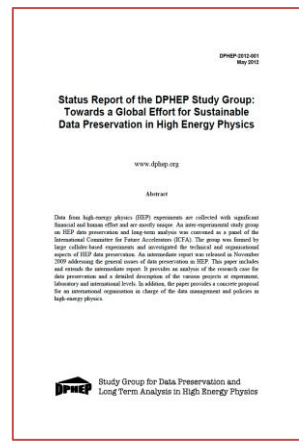 DPHEP-2012-001
May 2012
Status Report of the DPHEP Study Group:
Towards a Global Effort for Sustainable
Data Preservation in High Energy Physics
www.dphep.org
Abstract
Data from high-energy physics (HEP) experiments are collected with significant
financial and human effort and are mostly unique. An inter-experimental study group
on HEP data preservation and long-term analysis was convened as a panel of the
International Committee for Future Accelerators (ICFA). The group was formed by
large collider-based experiments and investigated the technical and organisational
aspects of HEP data preservation. An intermediate report was released in November
2009 addressing the general issues of data preservation in HEP. This paper includes
and extends the intermediate report. It provides an analysis of the research case for
data preservation and a detailed description of the various projects at experiment,
laboratory and international levels. In addition, the paper provides a concrete proposal
for an international organisation in charge of the data management and policies in
high-energy physics.
DPHEP Study Group for Data Preservation and
Long Term Analysis in High Energy Physics